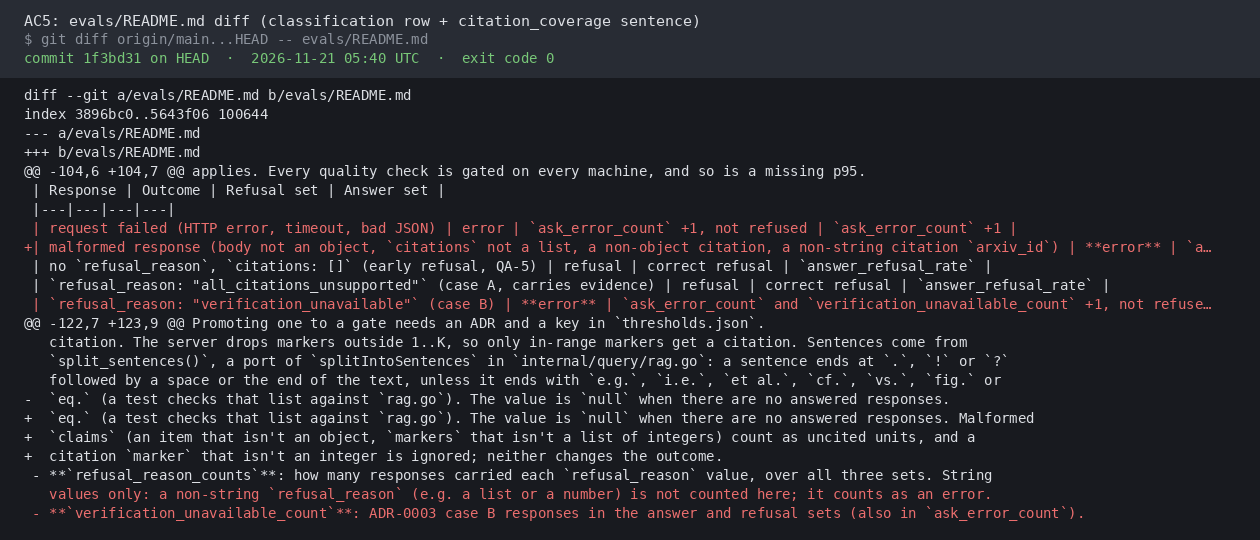 AC5: evals/README.md diff (classification row + citation_coverage sentence)
$ git diff origin/main...HEAD -- evals/README.md
commit 1f3bd31 on HEAD · 2026-11-21 05:40 UTC · exit code 0
diff --git a/evals/README.md b/evals/README.md
index 3896bc0..5643f06 100644
--- a/evals/README.md
+++ b/evals/README.md
@@ -104,6 +104,7 @@ applies. Every quality check is gated on every machine, and so is a missing p95.
 | Response | Outcome | Refusal set | Answer set |
 |---|---|---|---|
 | request failed (HTTP error, timeout, bad JSON) | error | `ask_error_count` +1, not refused | `ask_error_count` +1 |
+| malformed response (body not an object, `citations` not a list, a non-object citation, a non-string citation `arxiv_id`) | **error** | `a…
 | no `refusal_reason`, `citations: []` (early refusal, QA-5) | refusal | correct refusal | `answer_refusal_rate` |
 | `refusal_reason: "all_citations_unsupported"` (case A, carries evidence) | refusal | correct refusal | `answer_refusal_rate` |
 | `refusal_reason: "verification_unavailable"` (case B) | **error** | `ask_error_count` and `verification_unavailable_count` +1, not refuse…
@@ -122,7 +123,9 @@ Promoting one to a gate needs an ADR and a key in `thresholds.json`.
   citation. The server drops markers outside 1..K, so only in-range markers get a citation. Sentences come from
   `split_sentences()`, a port of `splitIntoSentences` in `internal/query/rag.go`: a sentence ends at `.`, `!` or `?`
   followed by a space or the end of the text, unless it ends with `e.g.`, `i.e.`, `et al.`, `cf.`, `vs.`, `fig.` or
-  `eq.` (a test checks that list against `rag.go`). The value is `null` when there are no answered responses.
+  `eq.` (a test checks that list against `rag.go`). The value is `null` when there are no answered responses. Malformed
+  `claims` (an item that isn't an object, `markers` that isn't a list of integers) count as uncited units, and a
+  citation `marker` that isn't an integer is ignored; neither changes the outcome.
 - **`refusal_reason_counts`**: how many responses carried each `refusal_reason` value, over all three sets. String
   values only: a non-string `refusal_reason` (e.g. a list or a number) is not counted here; it counts as an error.
 - **`verification_unavailable_count`**: ADR-0003 case B responses in the answer and refusal sets (also in `ask_error_count`).